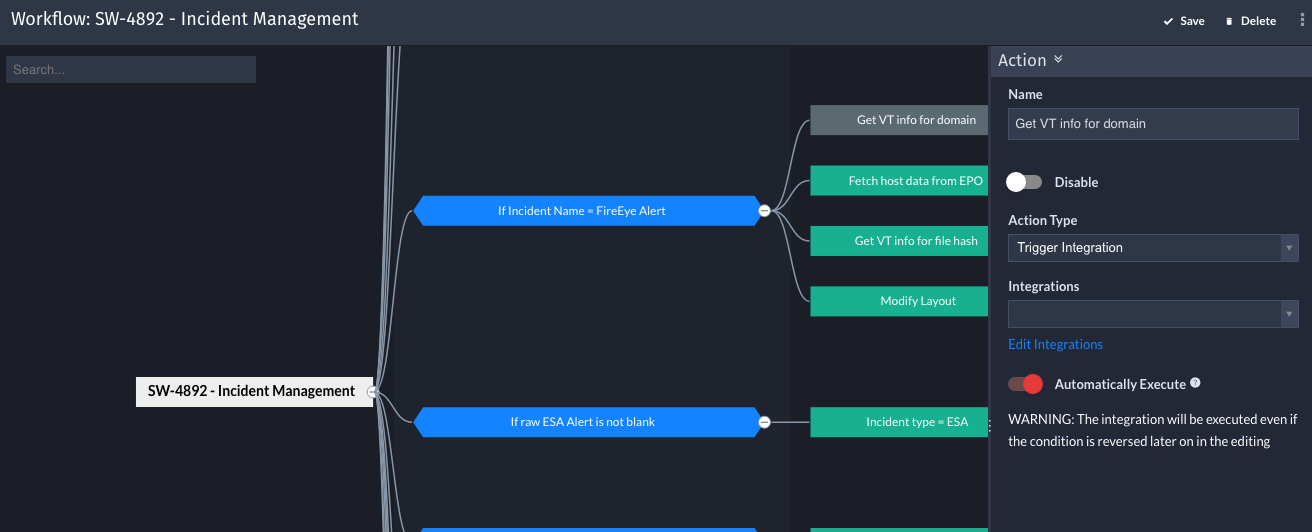 Workflow: SW-4892 - Incident Management
Save
Delete
Search...
Action
Name
Get VT info for domain
Disable
Action Type
Trigger Integration
Integrations
Edit Integrations
Automatically Execute ?
WARNING: The integration will be executed even if
the condition is reversed later on in the editing
SW-4892 - Incident Management
If Incident Name = FireEye Alert
Get VT info for domain
Fetch host data from EPO
Get VT info for file hash
Modify Layout
If raw ESA Alert is not blank
Incident type = ESA